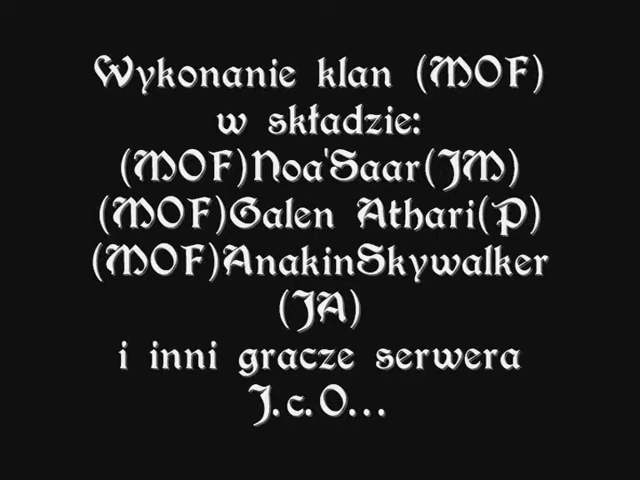 Wykonanie klan (MOF)
w składzie:
(MOF)Noa'Saar(JM)
(MOF)Galen Athari(P)
(MOF)AnakinSkywalker
(JA)
i inni gracze serwera
J.c.O...